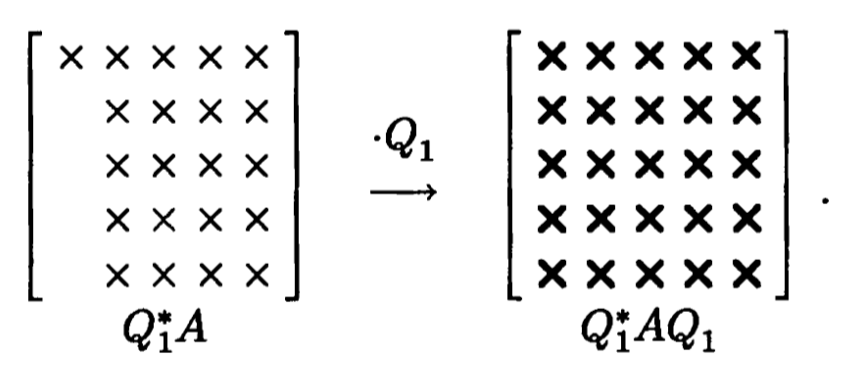 × × × × ×
× × × ×
× × × ×
× × × ×
× × × ×
Q₁*A
·Q₁
⟶
× × × × ×
× × × × ×
× × × × ×
× × × × ×
× × × × ×
Q₁*AQ₁
.